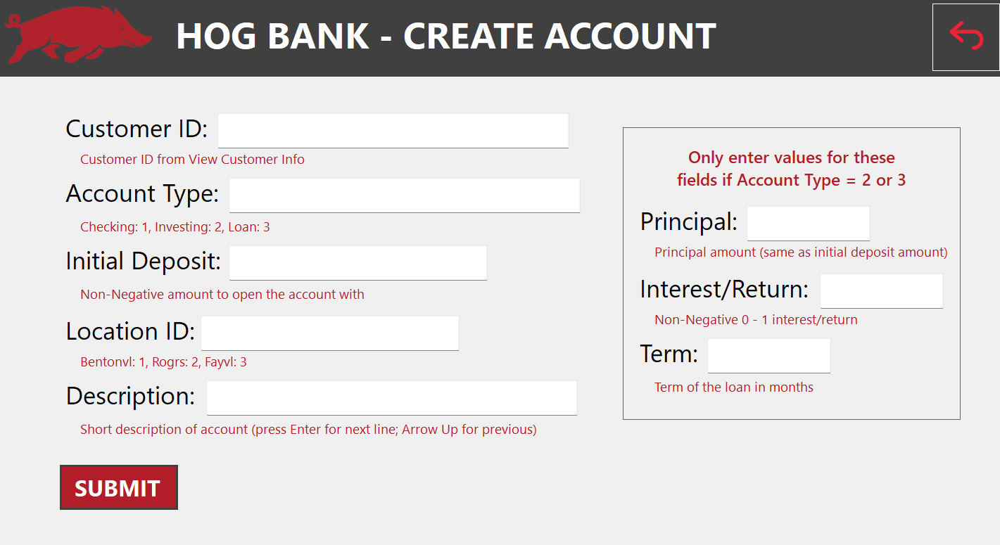 HOG BANK - CREATE ACCOUNT
Customer ID:
Customer ID from View Customer Info
Account Type:
Checking: 1, Investing: 2, Loan: 3
Initial Deposit:
Non-Negative amount to open the account with
Location ID:
Bentonvl: 1, Rogrs: 2, Fayvl: 3
Description:
Short description of account (press Enter for next line; Arrow Up for previous)
SUBMIT
Only enter values for these
fields if Account Type = 2 or 3
Principal:
Principal amount (same as initial deposit amount)
Interest/Return:
Non-Negative 0 - 1 interest/return
Term:
Term of the loan in months